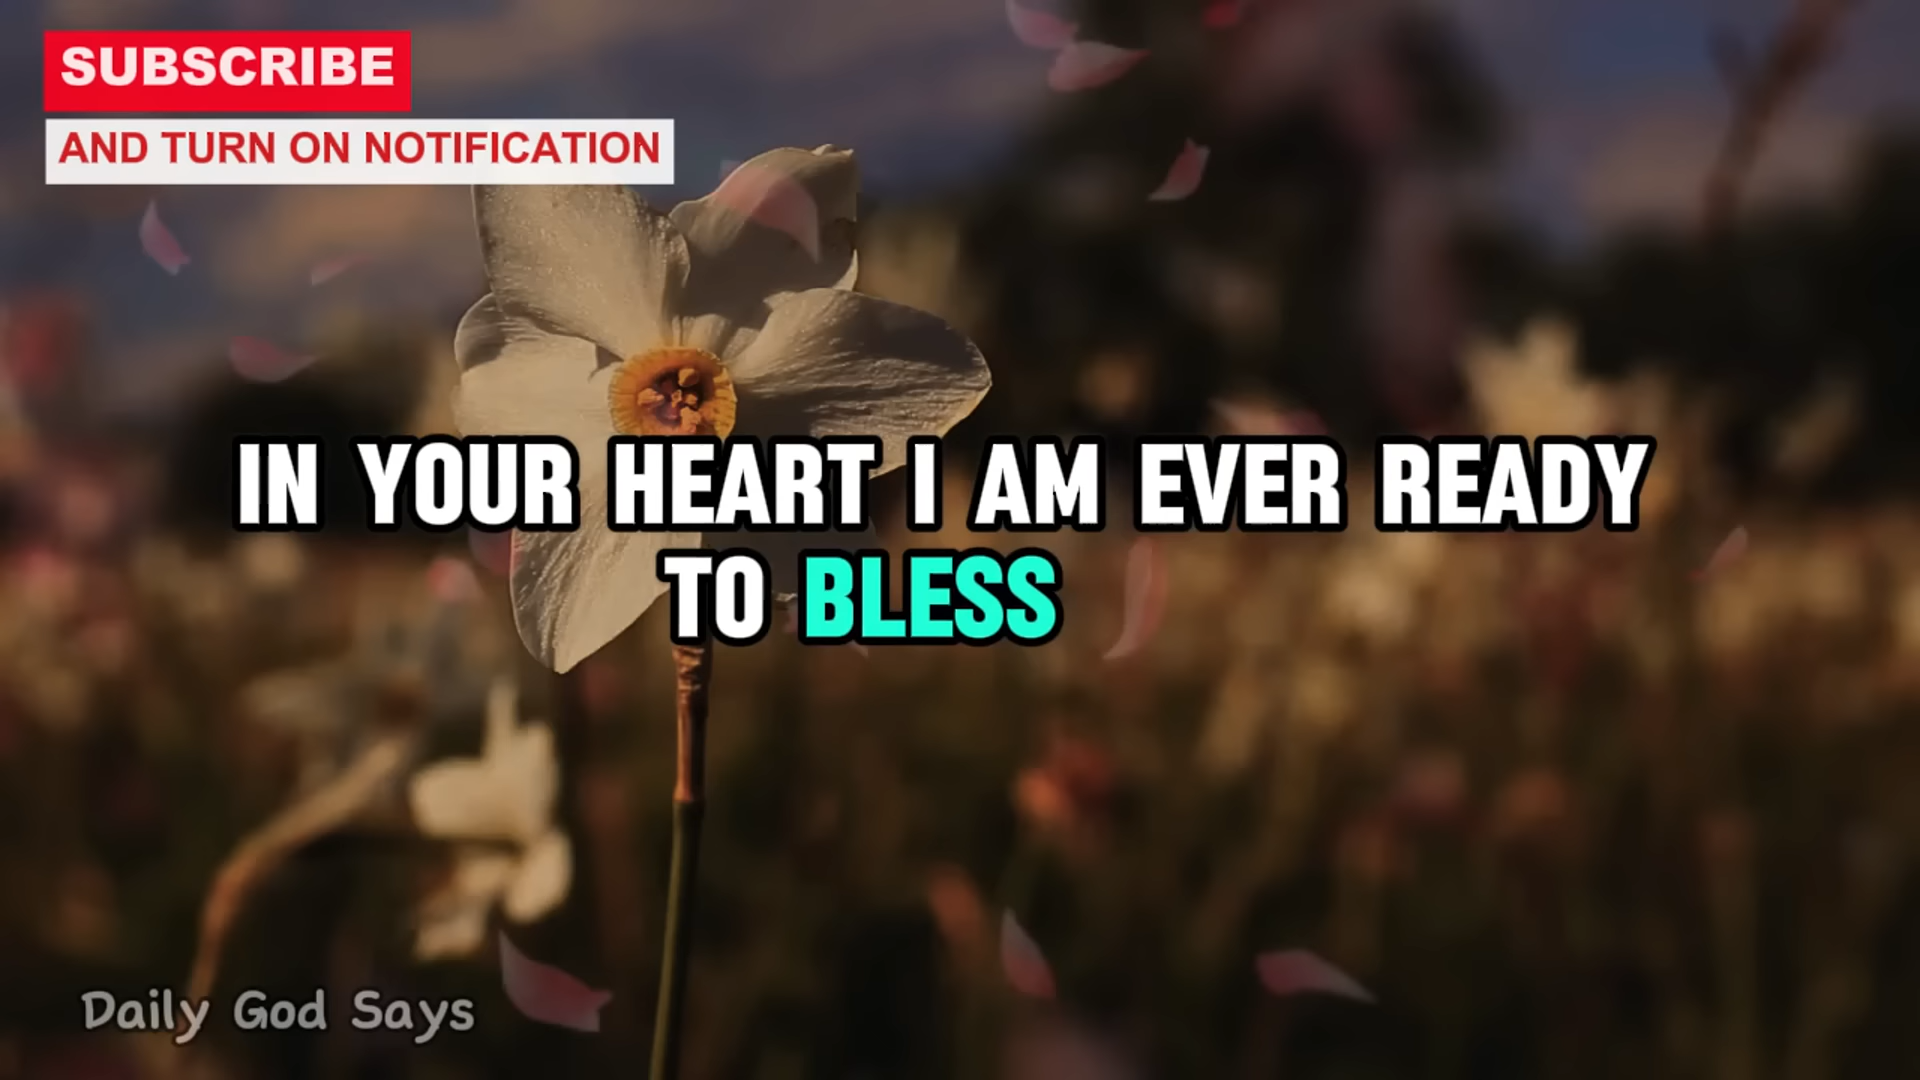 SUBSCRIBE
AND TURN ON NOTIFICATION
IN YOUR HEART I AM EVER READY
TO BLESS
Daily God Says